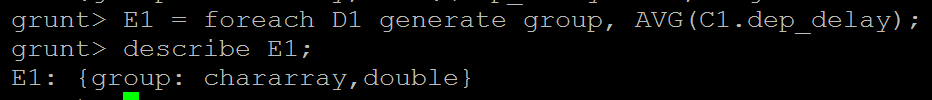 grunt> E1 = foreach D1 generate group, AVG(C1.dep_delay);
grunt> describe E1;
E1: {group: chararray,double}